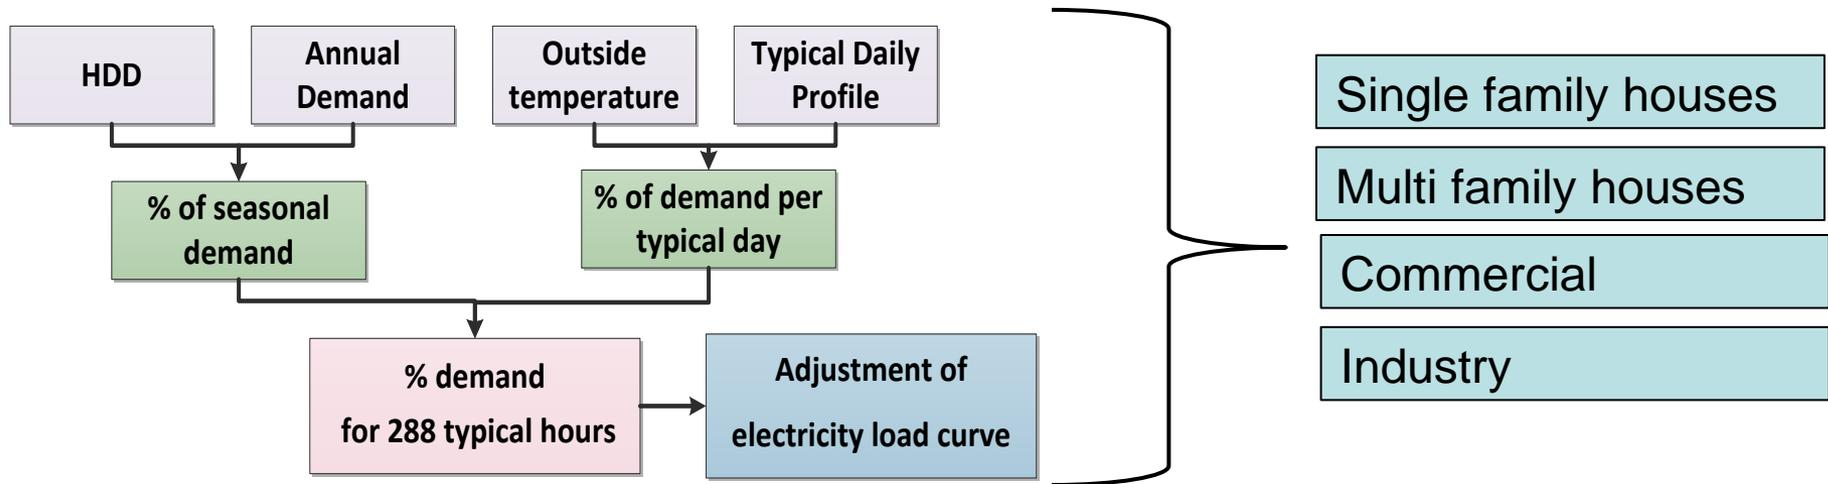 HDD
Annual
Demand
Outside
temperature
Typical Daily
Profile
% of seasonal
demand
% of demand per
typical day
% demand
for 288 typical hours
Adjustment of
electricity load curve
Single family houses
Multi family houses
Commercial
Industry